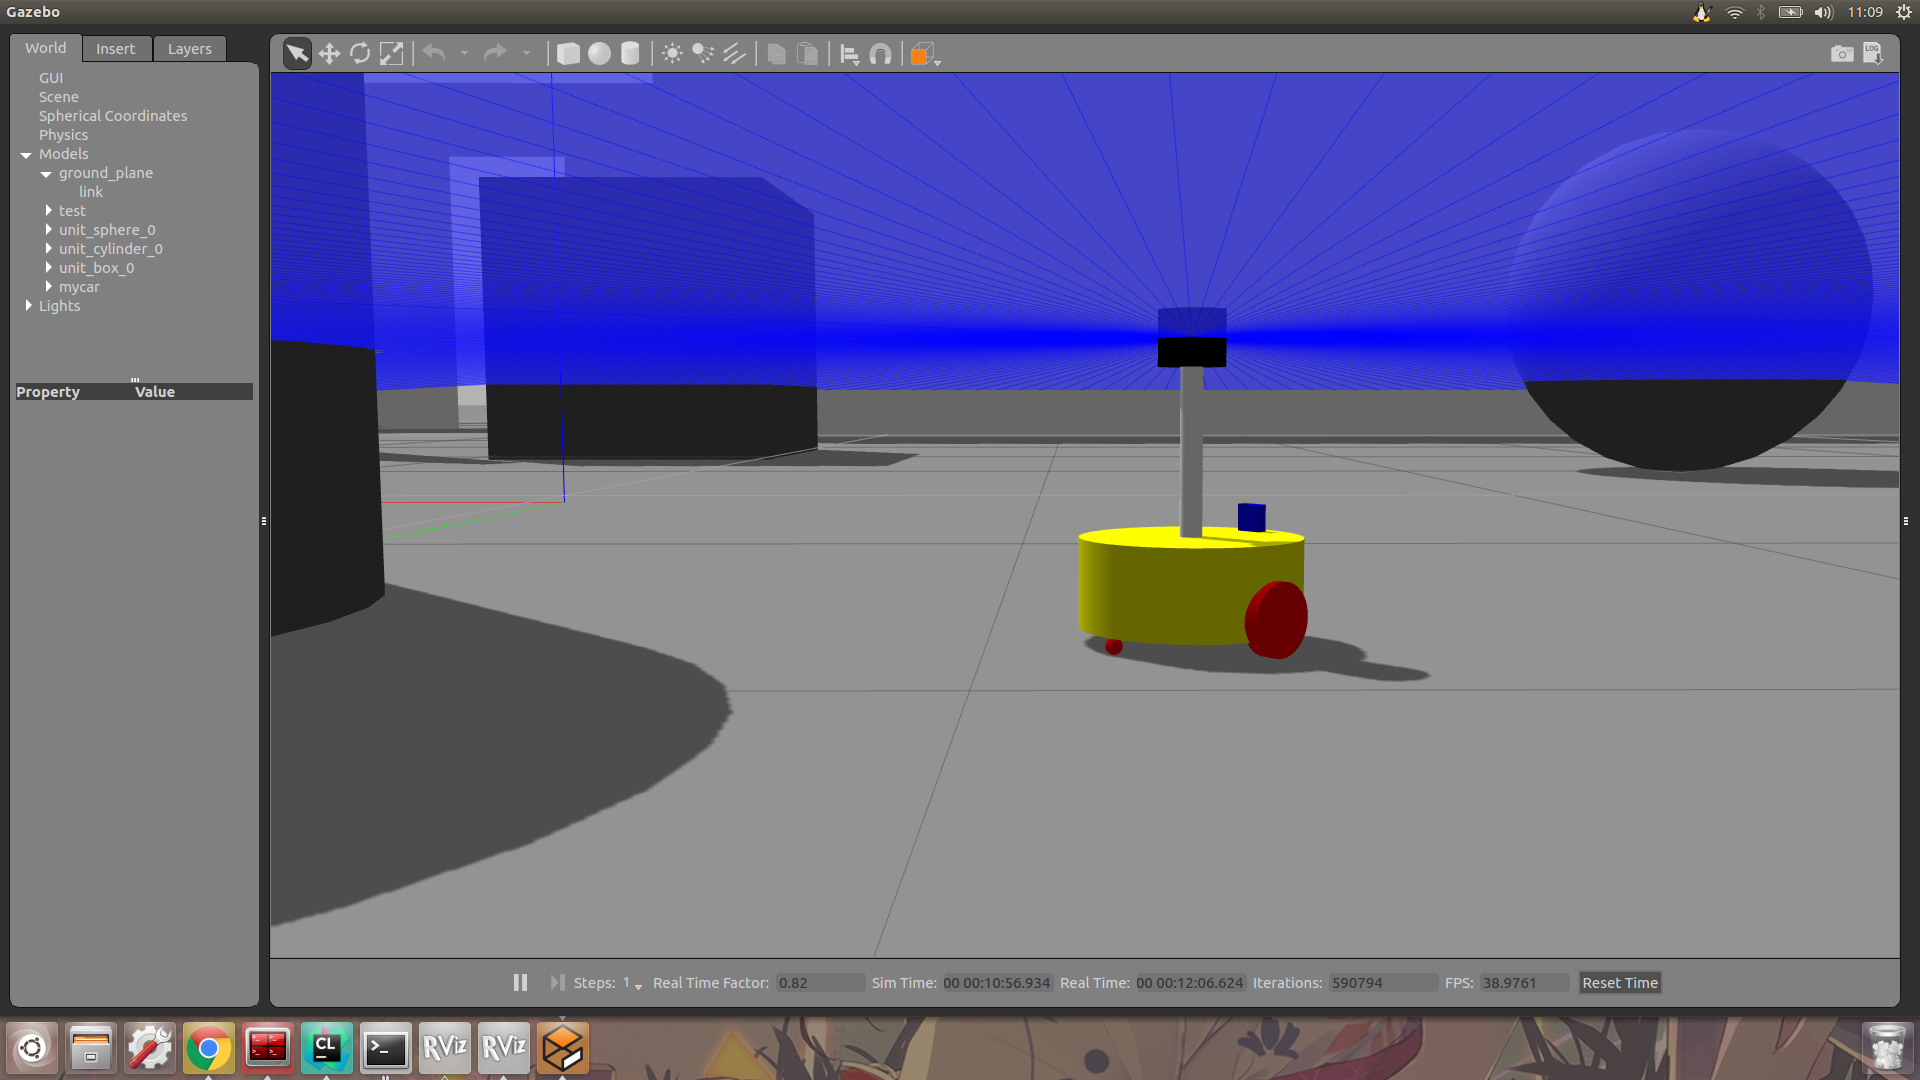 Gazebo
11:09
World Insert Layers
GUI
Scene
Spherical Coordinates
Physics
Models
ground_plane
link
test
unit_sphere_0
unit_cylinder_0
unit_box_0
mycar
Lights
Property Value
LOG
Steps: 1 Real Time Factor: 0.82 Sim Time: 00 00:10:56.934 Real Time: 00 00:12:06.624 Iterations: 590794 FPS: 38.9761 Reset Time
CL
>_
RViz
RViz